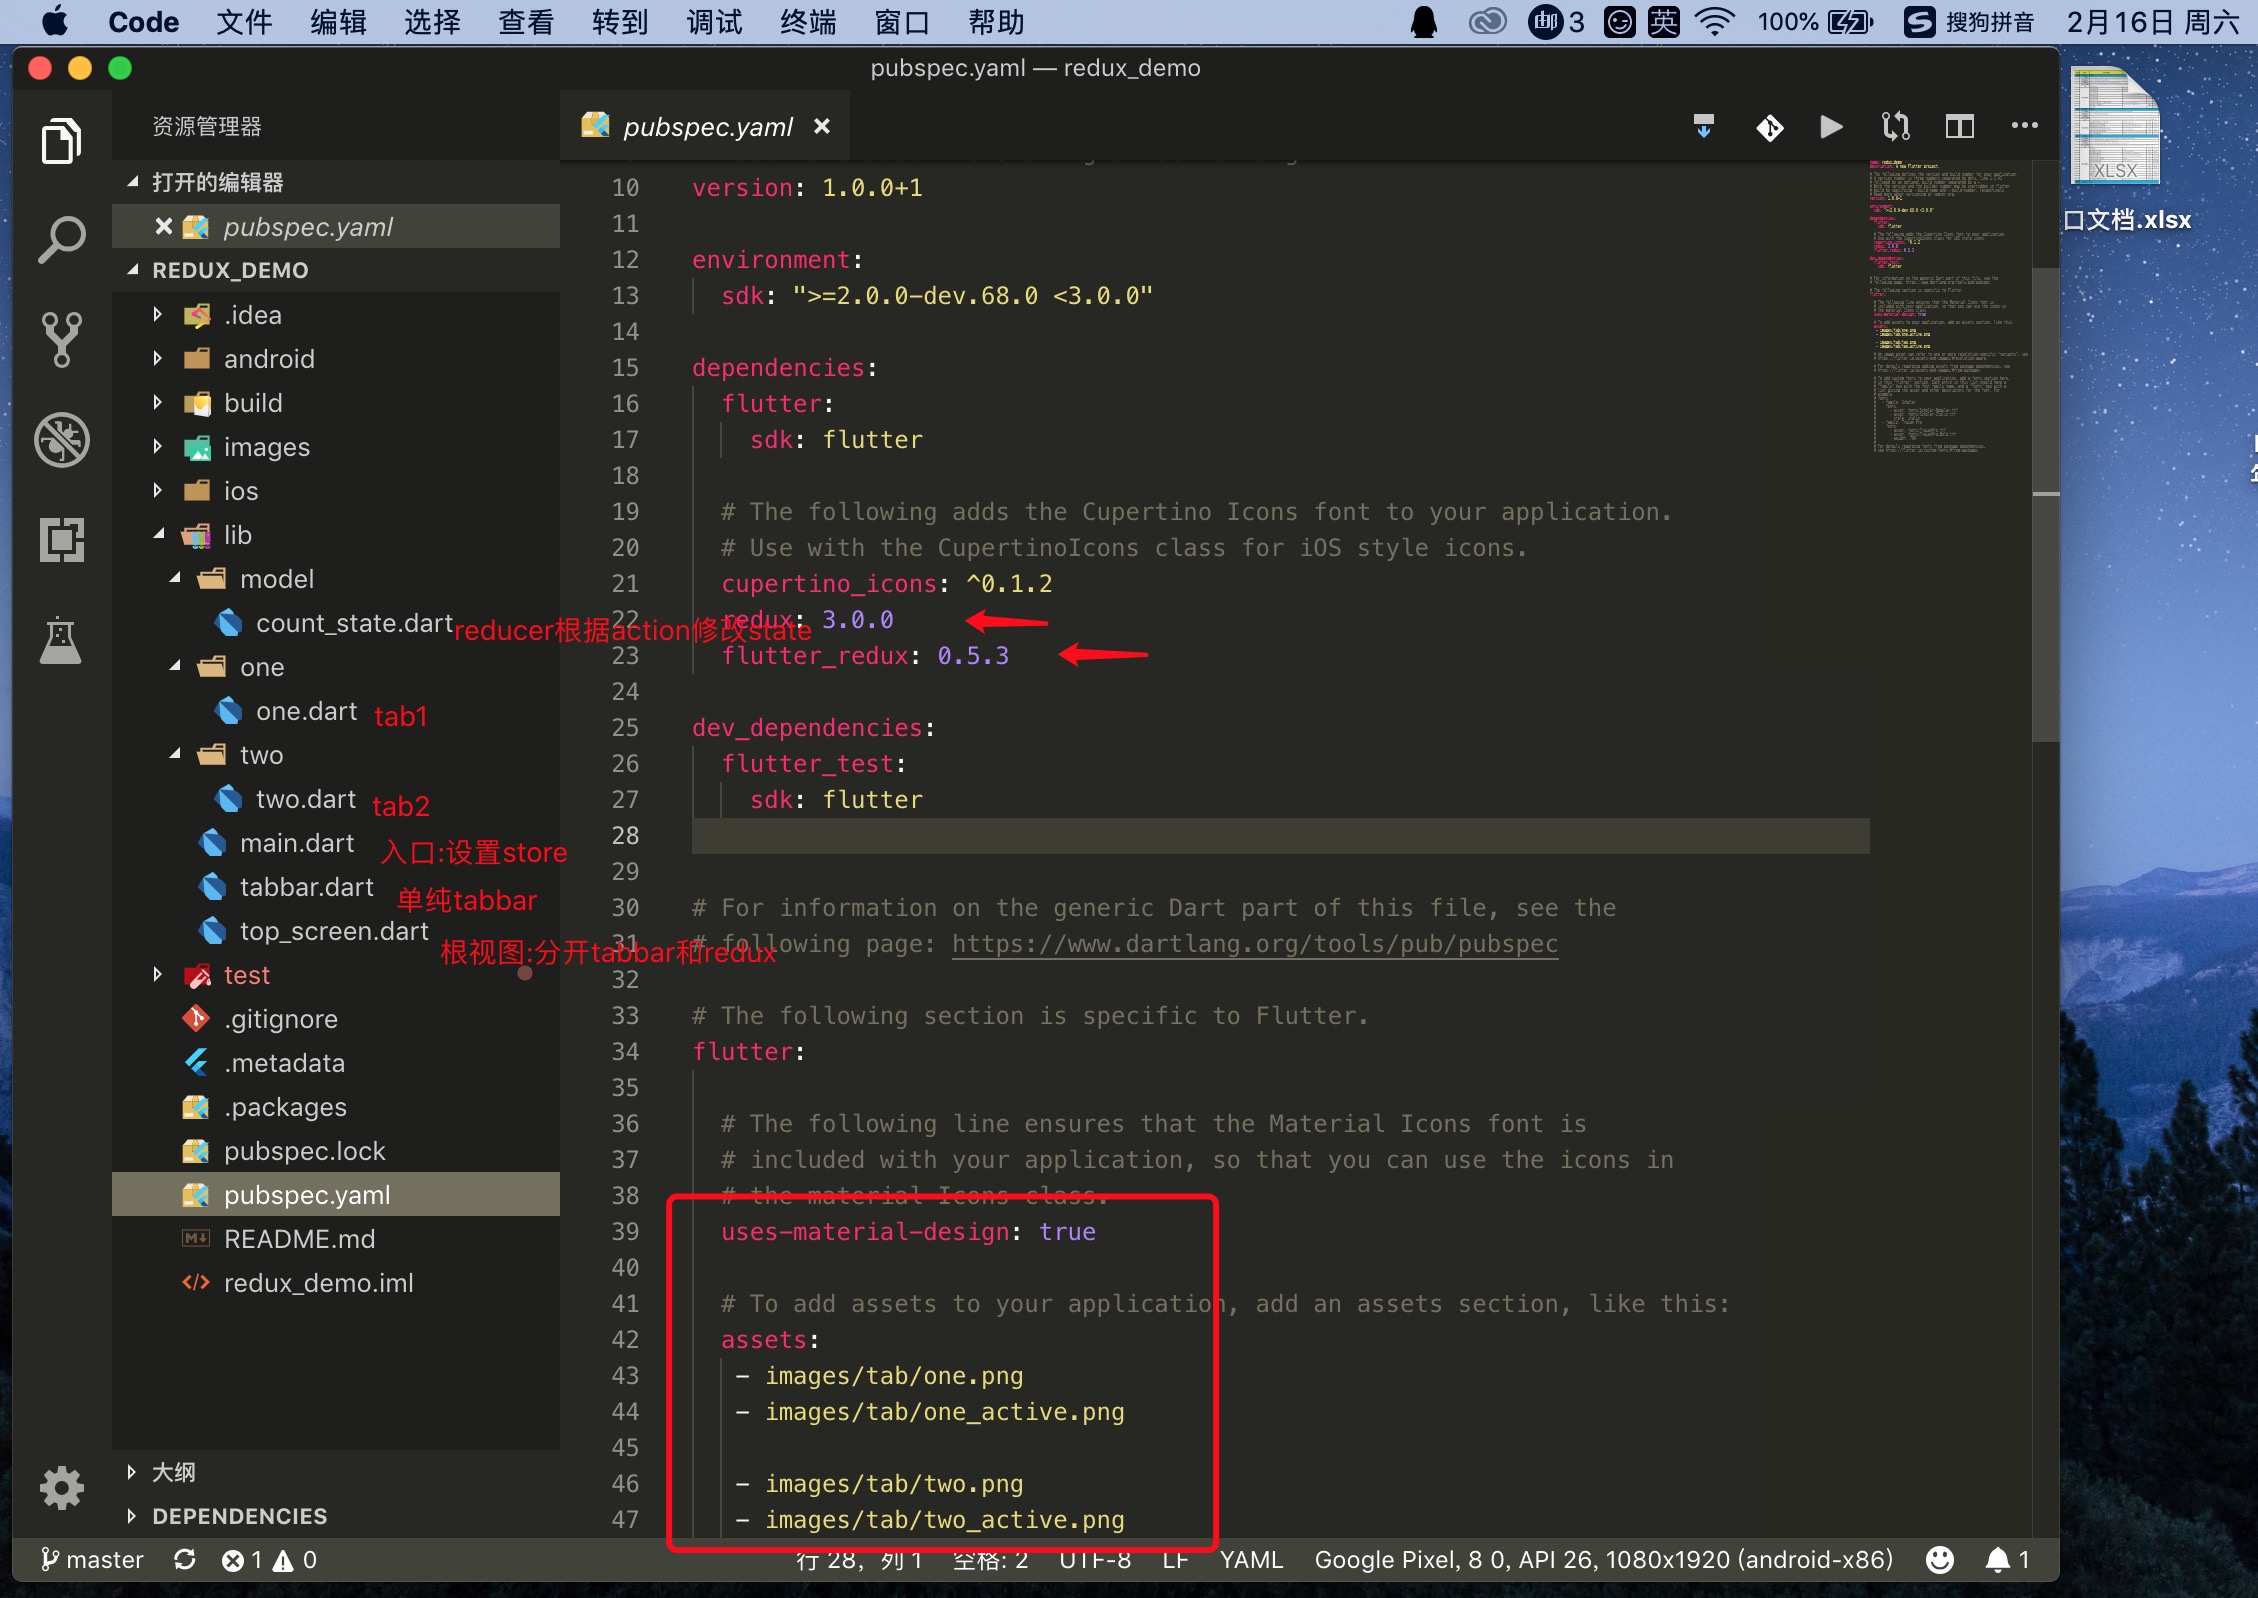 Code 文件 编辑 选择 查看 转到 调试 终端 窗口 帮助 邮 3 英 100% 搜狗拼音 2月16日 周六
pubspec.yaml — redux_demo
XLSX
口文档.xlsx
资源管理器
打开的编辑器
pubspec.yaml
REDUX_DEMO
.idea
android
build
images
ios
lib
model
count_state.dart reducer根据action修改state
one
one.dart tab1
two
two.dart tab2
main.dart 入口:设置store
tabbar.dart 单纯tabbar
top_screen.dart 根视图:分开tabbar和redux
test
.gitignore
.metadata
.packages
pubspec.lock
pubspec.yaml
README.md
redux_demo.iml
大纲
DEPENDENCIES
pubspec.yaml
10 version: 1.0.0+1
11
12 environment:
13 sdk: ">=2.0.0-dev.68.0 <3.0.0"
14
15 dependencies:
16 flutter:
17 sdk: flutter
18
19 # The following adds the Cupertino Icons font to your application.
20 # Use with the CupertinoIcons class for iOS style icons.
21 cupertino_icons: ^0.1.2
22 redux: 3.0.0
23 flutter_redux: 0.5.3
24
25 dev_dependencies:
26 flutter_test:
27 sdk: flutter
28
29
30 # For information on the generic Dart part of this file, see the
31 # following page: https://www.dartlang.org/tools/pub/pubspec
32
33 # The following section is specific to Flutter.
34 flutter:
35
36 # The following line ensures that the Material Icons font is
37 # included with your application, so that you can use the icons in
38 # the material Icons class.
39 uses-material-design: true
40
41 # To add assets to your application, add an assets section, like this:
42 assets:
43 - images/tab/one.png
44 - images/tab/one_active.png
45
46 - images/tab/two.png
47 - images/tab/two_active.png
master 1 0 行 28，列 1 空格: 2 UTF-8 LF YAML Google Pixel, 8 0, API 26, 1080x1920 (android-x86) 1